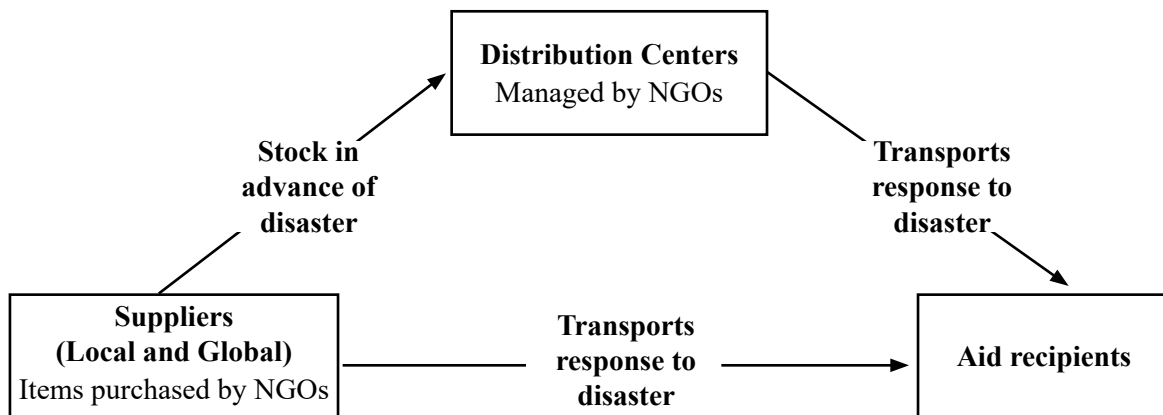 Distribution Centers
Managed by NGOs
Stock in
advance of
disaster
Transports
response to
disaster
Suppliers
(Local and Global)
Items purchased by NGOs
Transports
response to
disaster
Aid recipients